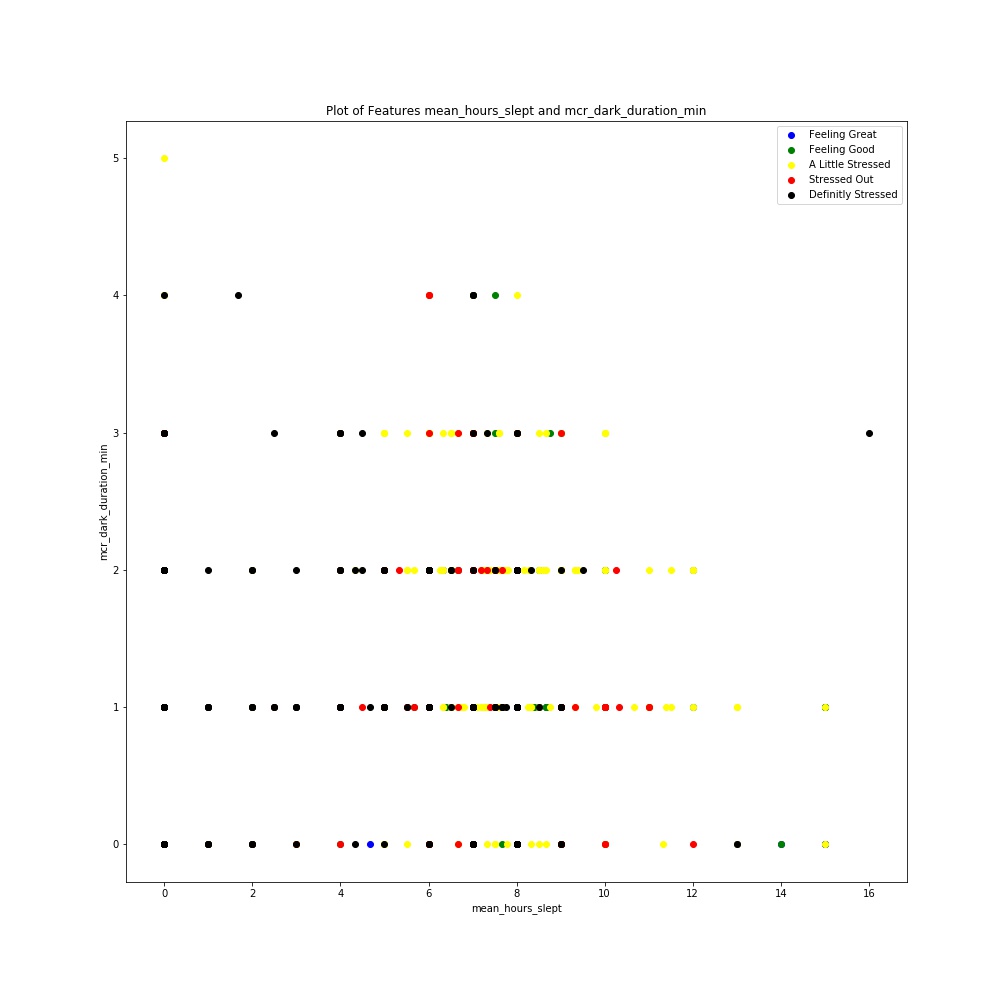 Plot of Features mean_hours_slept and mcr_dark_duration_min
Feeling Great
Feeling Good
A Little Stressed
Stressed Out
Definitly Stressed
5
4
3
2
1
0
mcr_dark_duration_min
0 2 4 6 8 10 12 14 16
mean_hours_slept